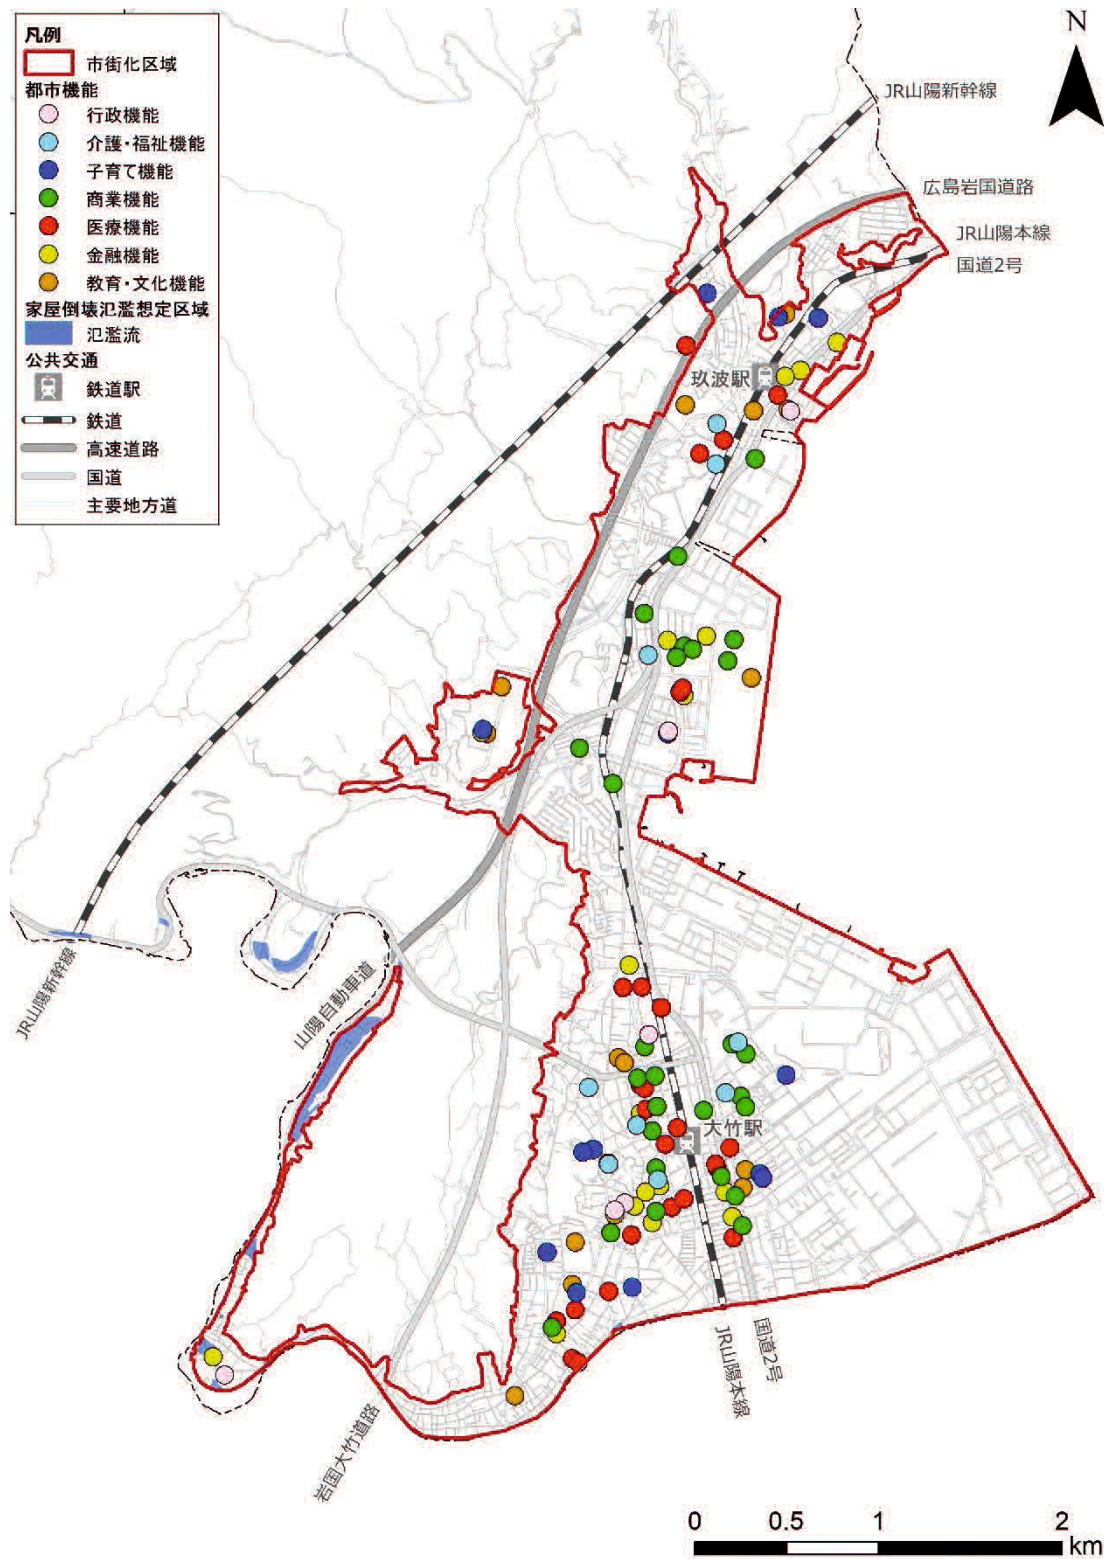 凡例
市街化区域
都市機能
行政機能
介護・福祉機能
子育て機能
商業機能
医療機能
金融機能
教育・文化機能
家屋倒壊氾濫想定区域
氾濫流
公共交通
鉄道駅
鉄道
高速道路
国道
主要地方道
N
JR山陽新幹線
広島岩国道路
JR山陽本線
国道2号
玖波駅
JR山陽新幹線
山陽自動車道
大竹駅
岩国大竹道路
JR山陽本線
国道2号
0 0.5 1 2
km